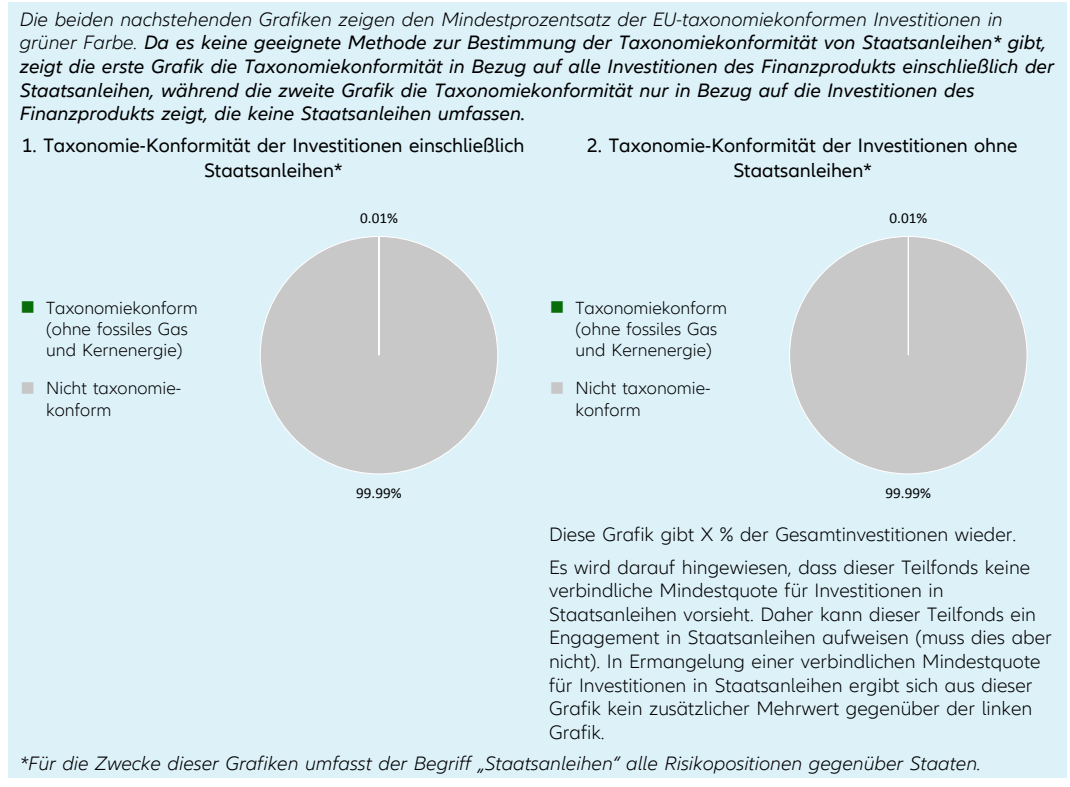 Die beiden nachstehenden Grafiken zeigen den Mindestprozentsatz der EU-taxonomiekonformen Investitionen in
grüner Farbe. Da es keine geeignete Methode zur Bestimmung der Taxonomiekonformität von Staatsanleihen* gibt,
zeigt die erste Grafik die Taxonomiekonformität in Bezug auf alle Investitionen des Finanzprodukts einschließlich der
Staatsanleihen, während die zweite Grafik die Taxonomiekonformität nur in Bezug auf die Investitionen des
Finanzprodukts zeigt, die keine Staatsanleihen umfassen.
1. Taxonomie-Konformität der Investitionen einschließlich
Staatsanleihen*
0.01%
Taxonomiekonform
(ohne fossiles Gas
und Kernenergie)
Nicht taxonomie-
konform
99.99%
2. Taxonomie-Konformität der Investitionen ohne
Staatsanleihen*
0.01%
Taxonomiekonform
(ohne fossiles Gas
und Kernenergie)
Nicht taxonomie-
konform
99.99%
Diese Grafik gibt X % der Gesamtinvestitionen wieder.
Es wird darauf hingewiesen, dass dieser Teilfonds keine
verbindliche Mindestquote für Investitionen in
Staatsanleihen vorsieht. Daher kann dieser Teilfonds ein
Engagement in Staatsanleihen aufweisen (muss dies aber
nicht). In Ermangelung einer verbindlichen Mindestquote
für Investitionen in Staatsanleihen ergibt sich aus dieser
Grafik kein zusätzlicher Mehrwert gegenüber der linken
Grafik.
*Für die Zwecke dieser Grafiken umfasst der Begriff „Staatsanleihen“ alle Risikopositionen gegenüber Staaten.